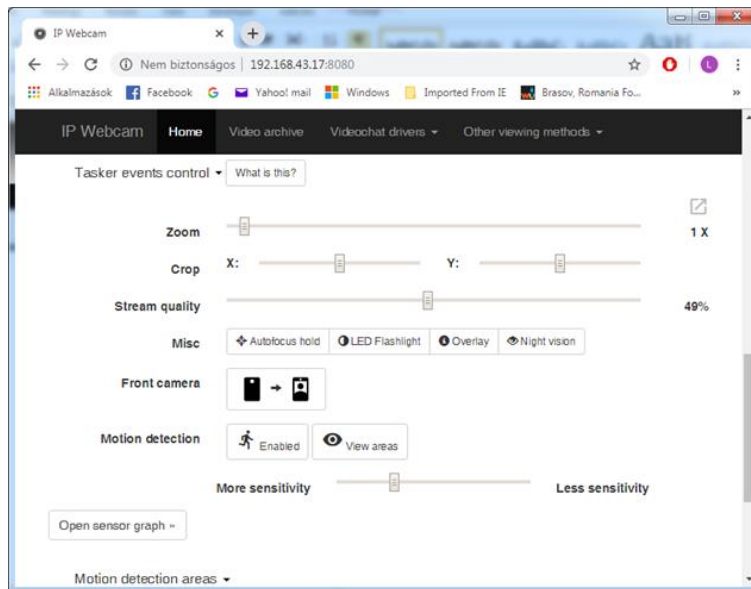 IP Webcam
Nem biztonságos | 192.168.43.17:8080
Alkalmazások Facebook Yahoo! mail Windows Imported From IE Brasov, Romania Fo... »
IP Webcam Home Video archive Videochat drivers Other viewing methods
Tasker events control What is this?
Zoom 1 X
Crop X: Y:
Stream quality 49%
Misc Autofocus hold LED Flashlight Overlay Night vision
Front camera
Motion detection Enabled View areas
More sensitivity Less sensitivity
Open sensor graph »
Motion detection areas